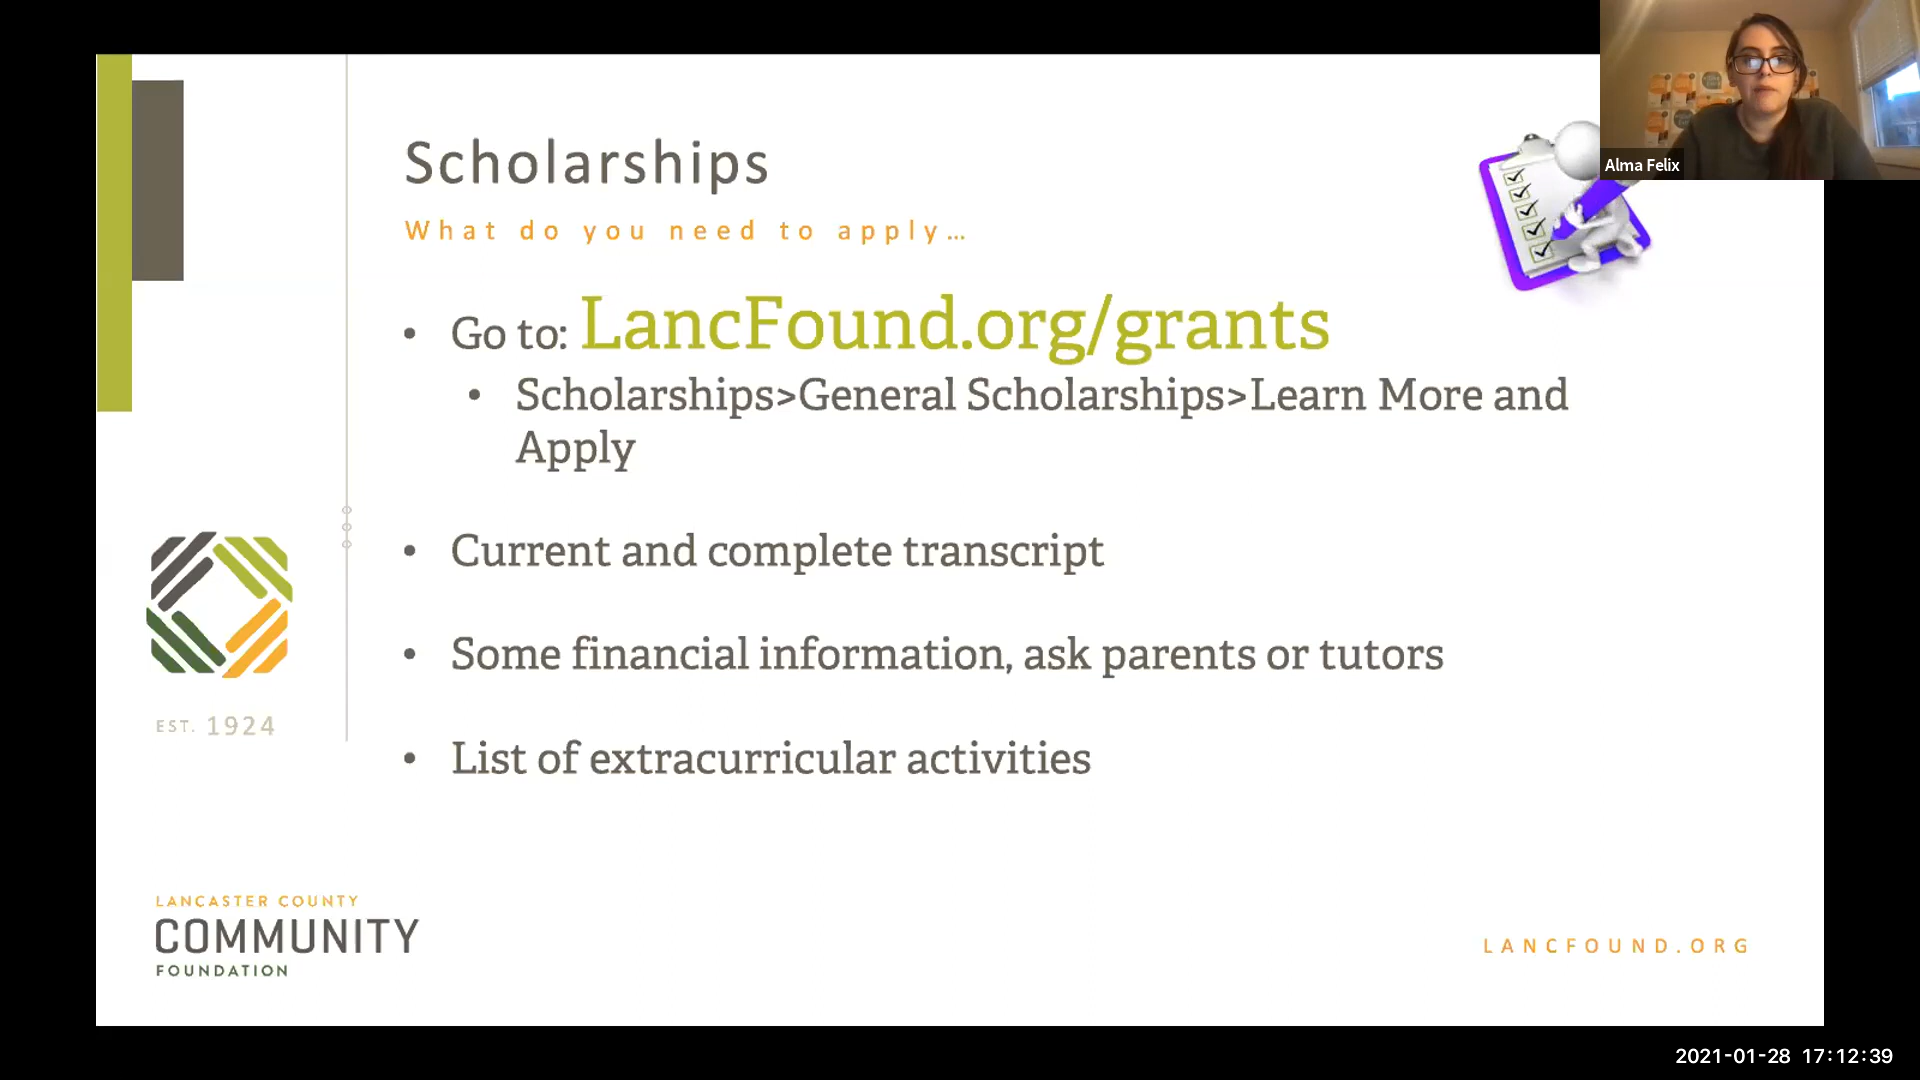 Alma Felix
Scholarships
What do you need to apply…
• Go to: LancFound.org/grants
• Scholarships>General Scholarships>Learn More and
Apply
• Current and complete transcript
• Some financial information, ask parents or tutors
• List of extracurricular activities
EST. 1924
LANCASTER COUNTY
COMMUNITY
FOUNDATION
LANCFOUND.ORG
2021-01-28 17:12:39